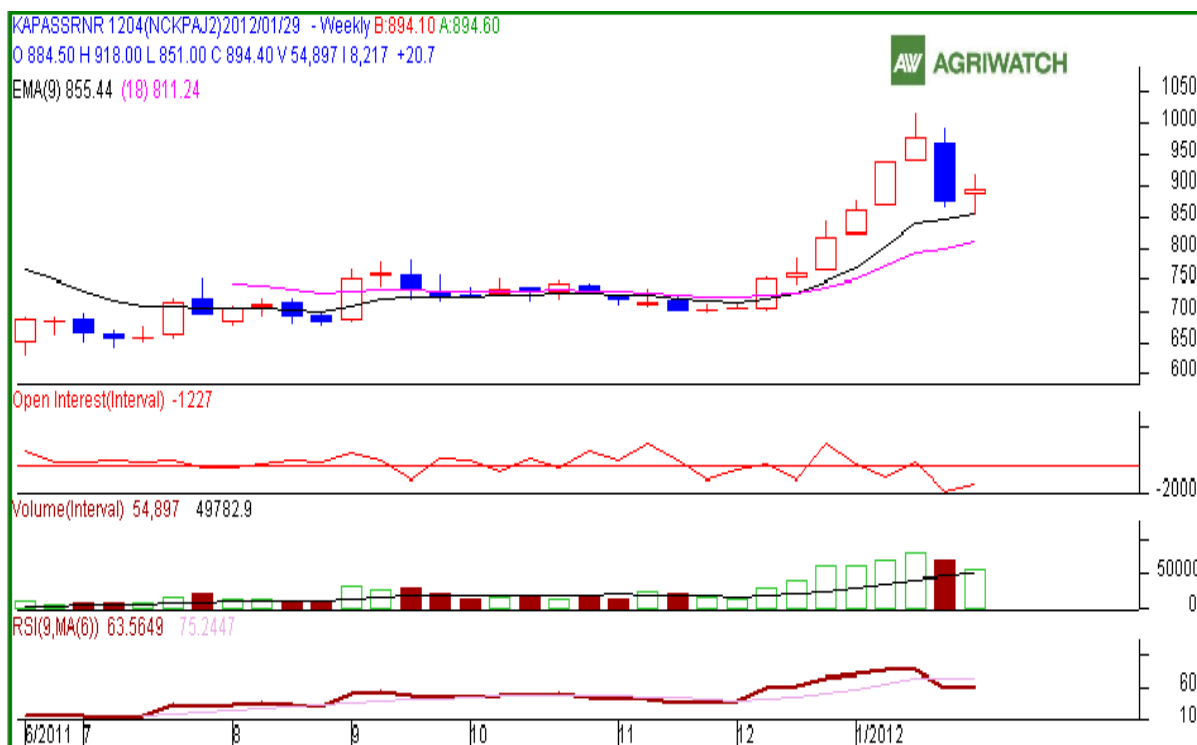 KAPASSRNR 1204(NCKPAJ2)2012/01/29 - Weekly B:894.10 A:894.60
O 884.50 H 918.00 L 851.00 C 894.40 V 54,897 I 8,217 +20.7
AW AGRIWATCH
EMA(9) 855.44 (18) 811.24
1050
1000
950
900
850
800
750
700
650
600
Open Interest(Interval) -1227
-2000
Volume(Interval) 54,897 49782.9
50000
0
RSI(9,MA(6)) 63.5649 75.2447
60
10
6/2011 7 8 9 10 11 12 1/2012